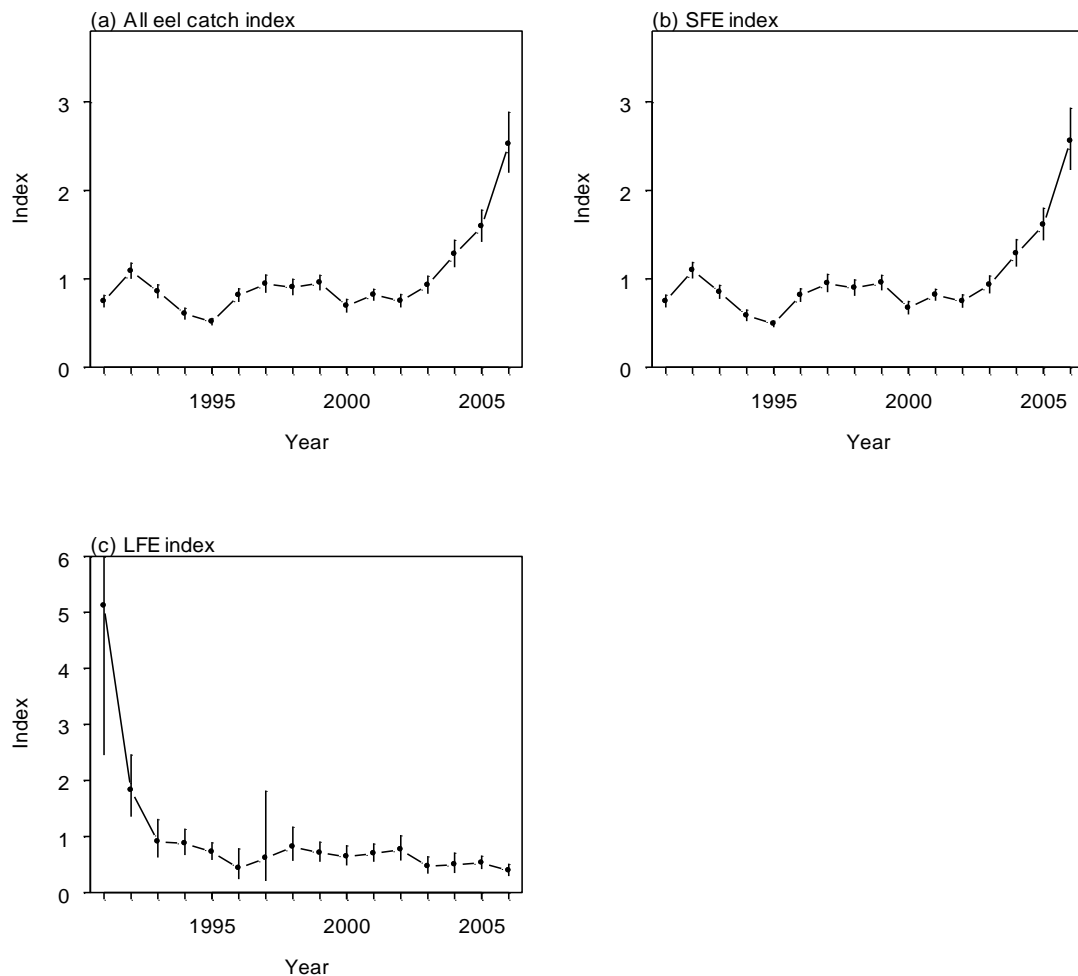 (a) All eel catch index
3
2
1
0
Index
1995 2000 2005
Year
(b) SFE index
3
2
1
0
Index
1995 2000 2005
Year
(c) LFE index
6
5
4
3
2
1
0
Index
1995 2000 2005
Year